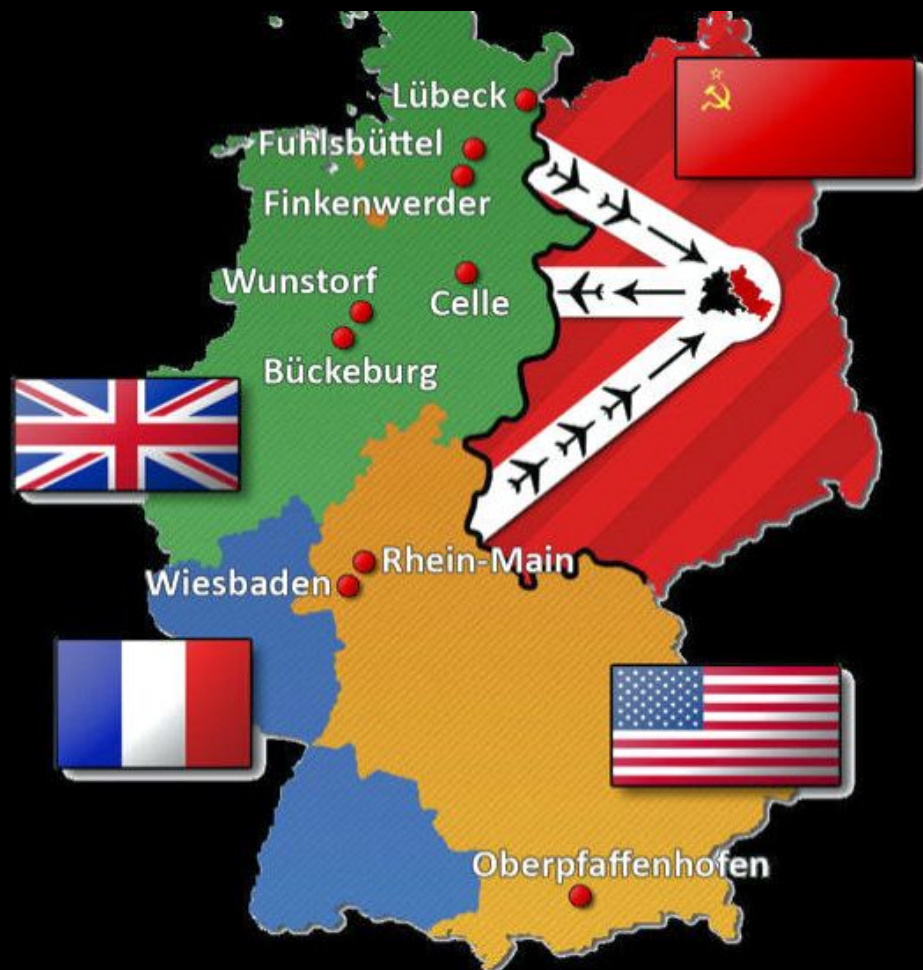 Lübeck
Fuhlsbüttel
Finkenwerder
Wunstorf
Celle
Bückeburg
Rhein-Main
Wiesbaden
Oberpfaffenhofen